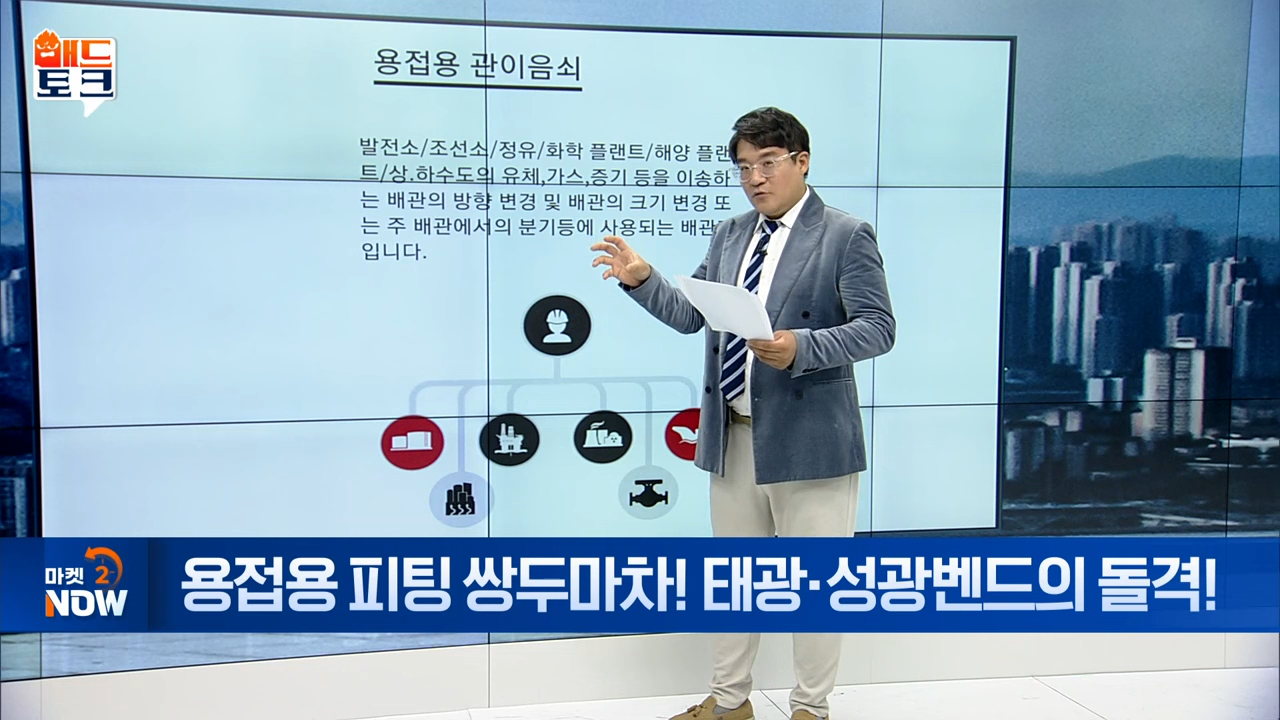 매드
토크
용접용 관이음쇠
발전소/조선소/정유/화학 플랜트/해양 플랜
트/상.하수도의 유체,가스,증기 등을 이송하
는 배관의 방향 변경 및 배관의 크기 변경 또
는 주 배관에서의 분기등에 사용되는 배관
입니다.
마켓 2
NOW
용접용 피팅 쌍두마차! 태광·성광벤드의 돌격!